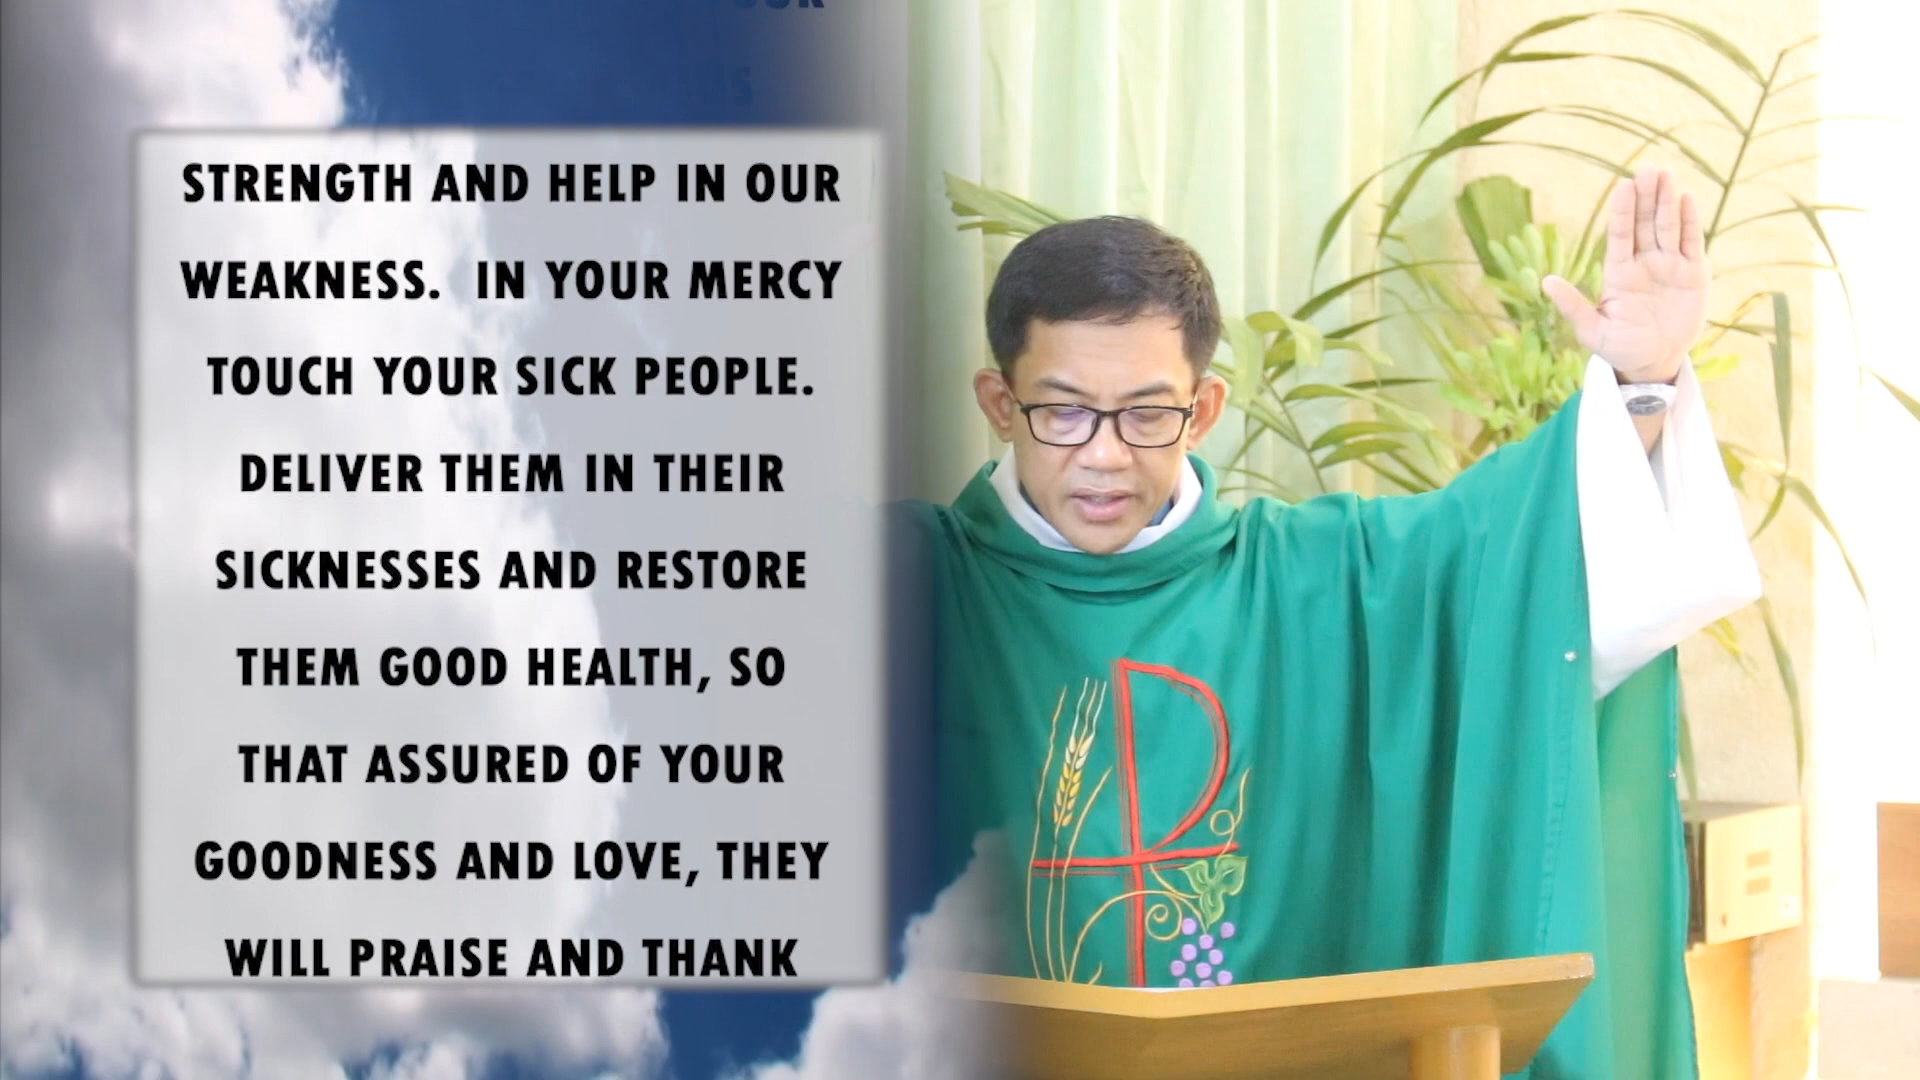 STRENGTH AND HELP IN OUR
WEAKNESS. IN YOUR MERCY
TOUCH YOUR SICK PEOPLE.
DELIVER THEM IN THEIR
SICKNESSES AND RESTORE
THEM GOOD HEALTH, SO
THAT ASSURED OF YOUR
GOODNESS AND LOVE, THEY
WILL PRAISE AND THANK